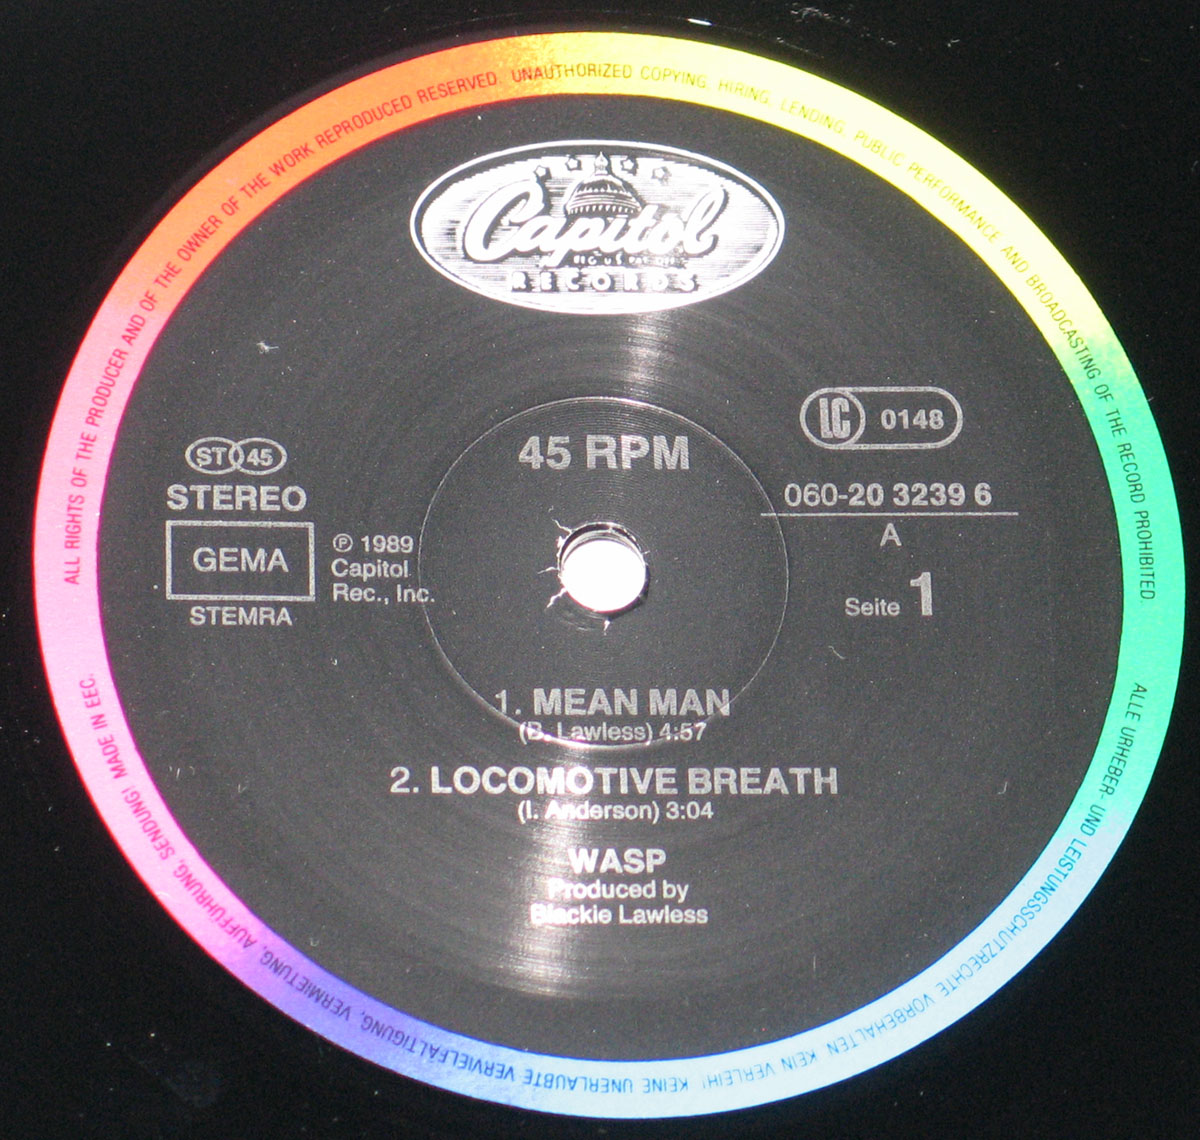 ALL RIGHTS OF THE PRODUCER AND OF THE OWNER OF THE WORK REPRODUCED RESERVED. UNAUTHORIZED COPYING, HIRING, LENDING, PUBLIC PERFORMANCE AND BROADCASTING OF THE RECORD PROHIBITED.
Capitol
REG U S PAT OFF
RECORDS
45 RPM
LC 0148
ST 45
STEREO
GEMA
STEMRA
℗ 1989
Capitol
Rec., Inc.
060-20 3239 6
A
Seite 1
1. MEAN MAN
(B. Lawless) 4:57
2. LOCOMOTIVE BREATH
(I. Anderson) 3:04
WASP
Produced by
Blackie Lawless
ALLE URHEBER- UND LEISTUNGSSCHUTZRECHTE VORBEHALTEN. KEIN VERLEIH! KEINE UNERLAUBTE VERVIELFÄLTIGUNG, VERMIETUNG, AUFFÜHRUNG, SENDUNG! MADE IN EEC.